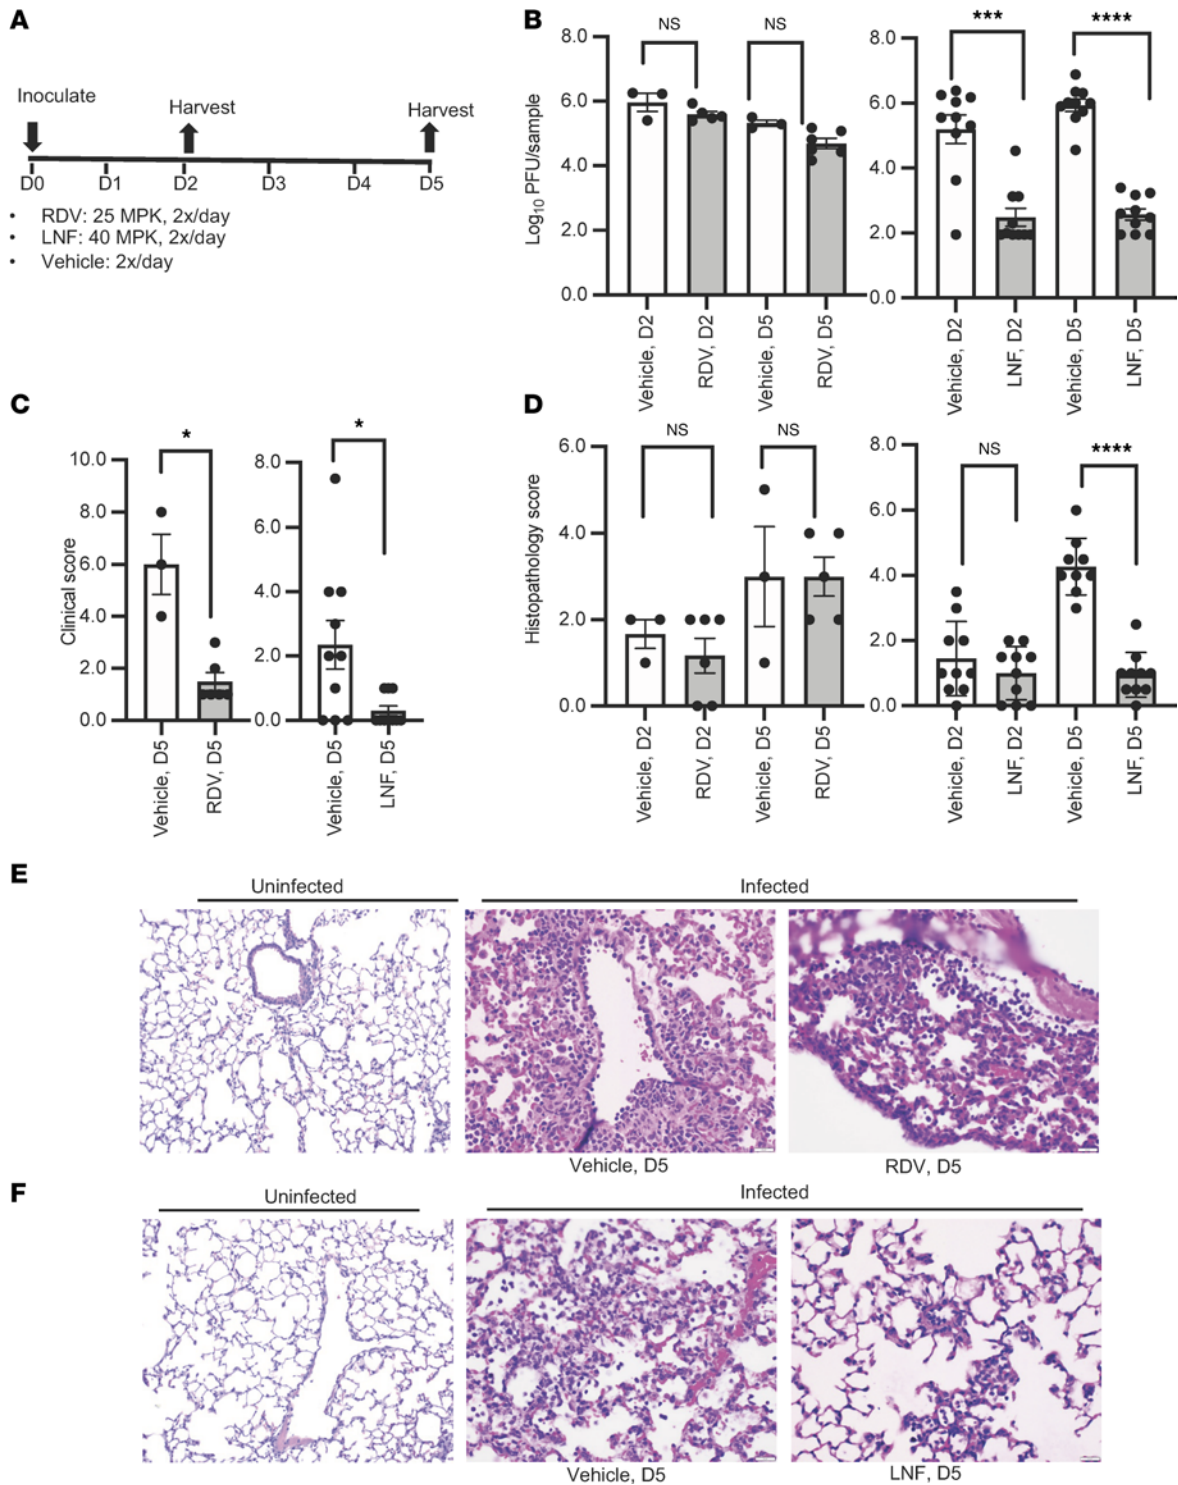 A
Inoculate
Harvest
Harvest
D0 D1 D2 D3 D4 D5
• RDV: 25 MPK, 2x/day
• LNF: 40 MPK, 2x/day
• Vehicle: 2x/day
B
Log10 PFU/sample
8.0
6.0
4.0
2.0
0.0
NS
NS
Vehicle, D2
RDV, D2
Vehicle, D5
RDV, D5
8.0
6.0
4.0
2.0
0.0
***
****
Vehicle, D2
LNF, D2
Vehicle, D5
LNF, D5
C
Clinical score
10.0
8.0
6.0
4.0
2.0
0.0
*
Vehicle, D5
RDV, D5
8.0
6.0
4.0
2.0
0.0
*
Vehicle, D5
LNF, D5
D
Histopathology score
6.0
4.0
2.0
0.0
NS
NS
Vehicle, D2
RDV, D2
Vehicle, D5
RDV, D5
8.0
6.0
4.0
2.0
0.0
NS
****
Vehicle, D2
LNF, D2
Vehicle, D5
LNF, D5
E
Uninfected
Infected
Vehicle, D5
RDV, D5
F
Uninfected
Infected
Vehicle, D5
LNF, D5